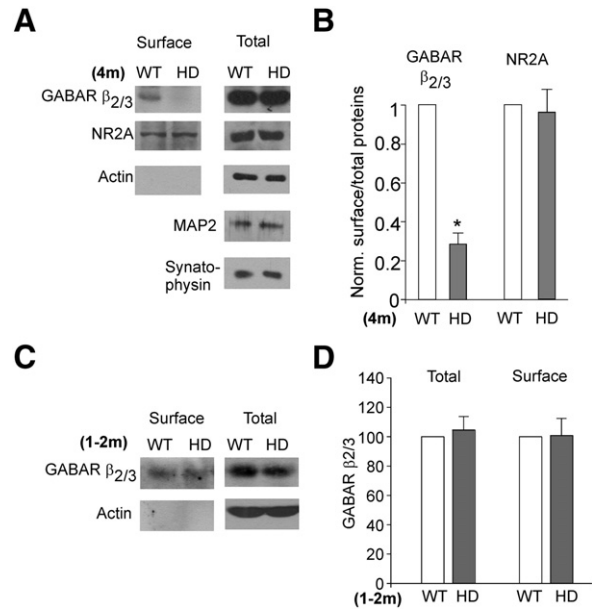 A
Surface Total
(4m) WT HD WT HD
GABAR β2/3
NR2A
Actin
MAP2
Synato-
physin
B
GABAR
β2/3
NR2A
Norm. surface/total proteins
1
0.8
0.6
0.4
0.2
0
*
(4m) WT HD WT HD
C
Surface Total
(1-2m) WT HD WT HD
GABAR β2/3
Actin
D
Total Surface
GABAR β2/3
140
120
100
80
60
40
20
0
(1-2m) WT HD WT HD